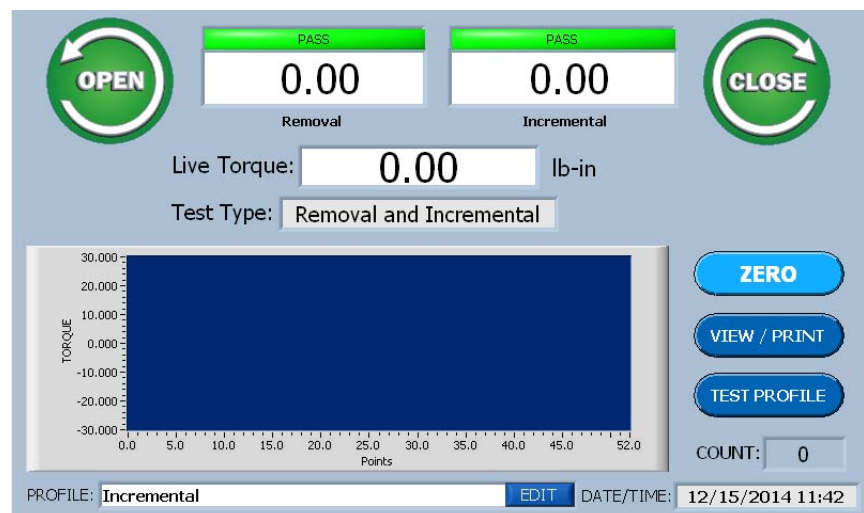 OPEN
PASS
PASS
CLOSE
0.00
0.00
Removal
Incremental
Live Torque: 0.00 lb-in
Test Type: Removal and Incremental
30.000
20.000
10.000
0.000
-10.000
-20.000
-30.000
TORQUE
0.0 5.0 10.0 15.0 20.0 25.0 30.0 35.0 40.0 45.0 52.0
Points
ZERO
VIEW / PRINT
TEST PROFILE
COUNT: 0
PROFILE: Incremental EDIT DATE/TIME: 12/15/2014 11:42